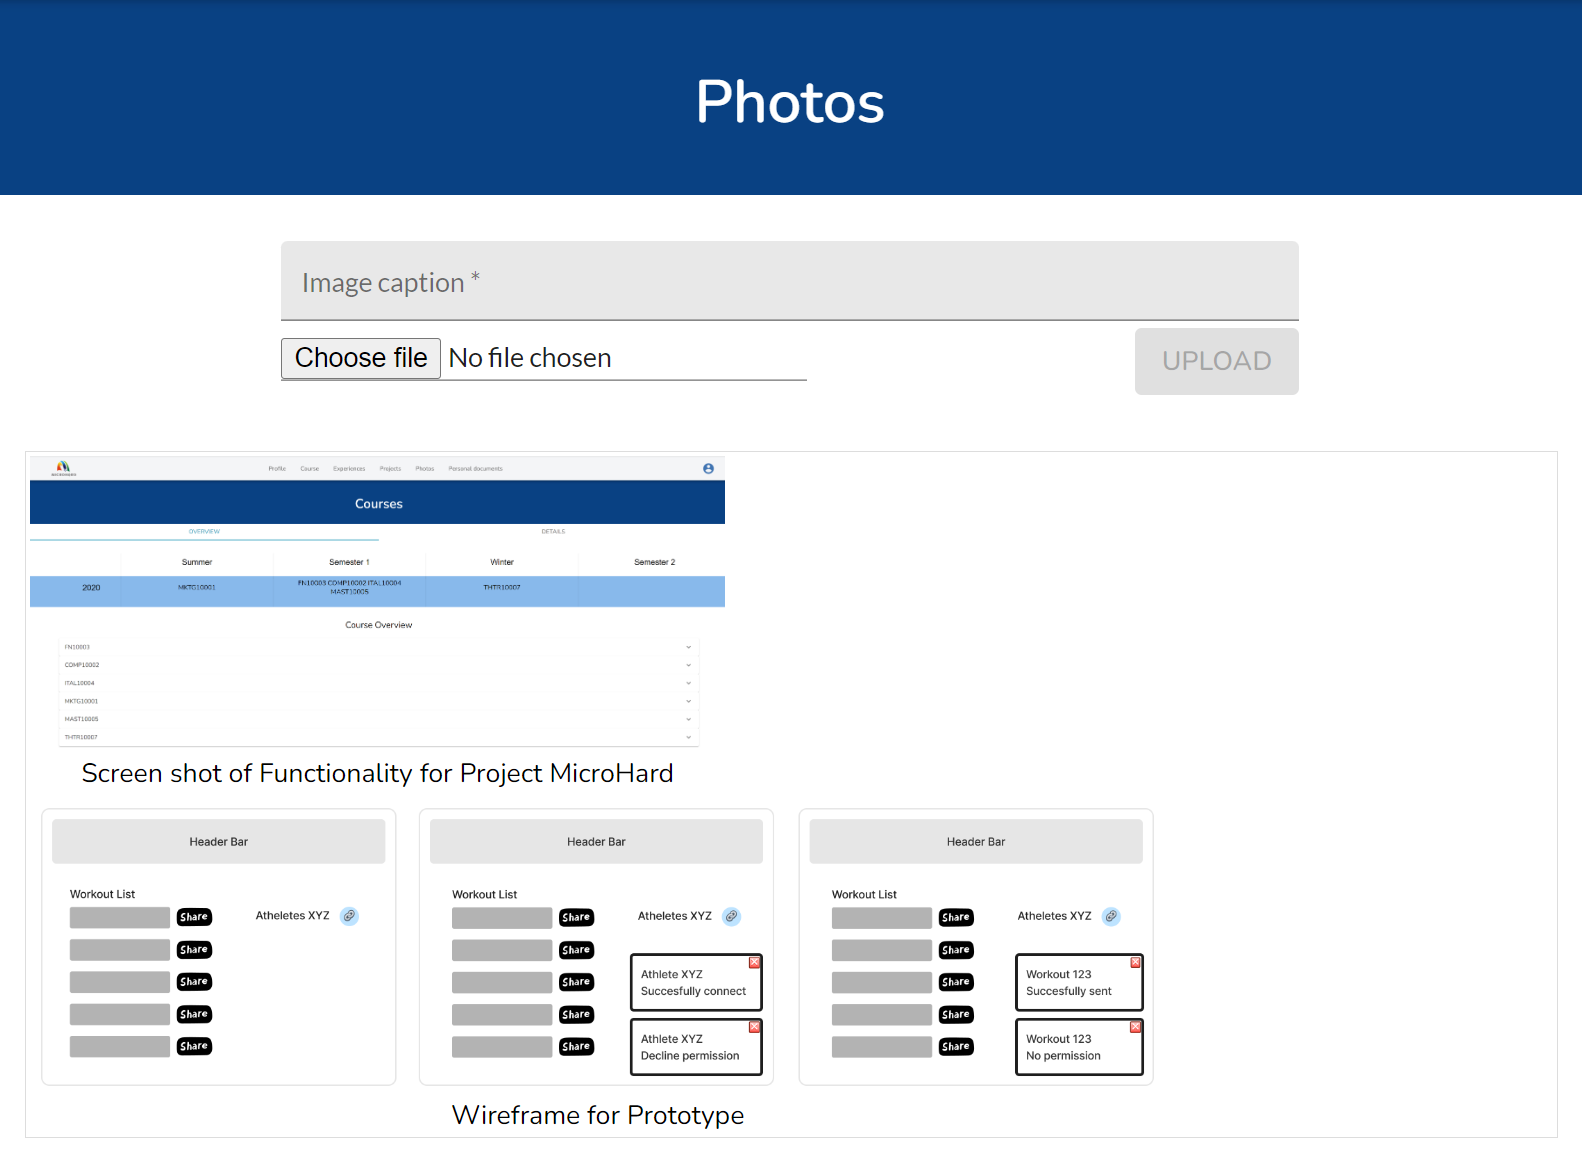 Photos
Image caption *
Choose file No file chosen
UPLOAD
MICROHARD
Profile Course Experiences Projects Photos Personal documents
Courses
OVERVIEW DETAILS
Summer Semester 1 Winter Semester 2
2020 MKTG10001 FN10003 COMP10002 ITAL10004 THTR10007
MAST10005
Course Overview
FN10003
COMP10002
ITAL10004
MKTG10001
MAST10005
THTR10007
Screen shot of Functionality for Project MicroHard
Header Bar
Workout List
Share Atheletes XYZ
Share
Share
Share
Share
Header Bar
Workout List
Share Atheletes XYZ
Share
Share
Share
Share
Athlete XYZ
Succesfully connect
Athlete XYZ
Decline permission
Header Bar
Workout List
Share Atheletes XYZ
Share
Share
Share
Share
Workout 123
Succesfully sent
Workout 123
No permission
Wireframe for Prototype